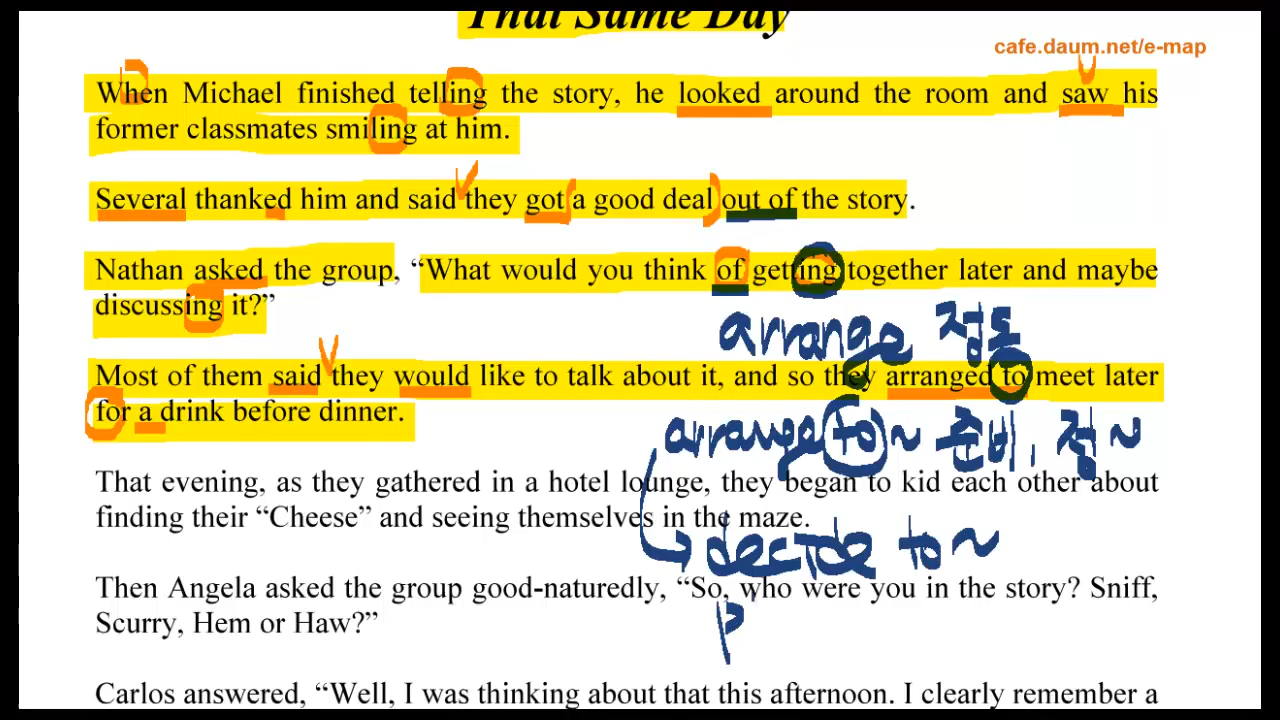 That Same Day
cafe.daum.net/e-map
When Michael finished telling the story, he looked around the room and saw his
former classmates smiling at him.
Several thanked him and said they got a good deal out of the story.
Nathan asked the group, “What would you think of getting together later and maybe
discussing it?”
arrange 정돈
Most of them said they would like to talk about it, and so they arranged to meet later
for a drink before dinner.
arrange to~ 준비, 정~
That evening, as they gathered in a hotel lounge, they began to kid each other about
finding their “Cheese” and seeing themselves in the maze.
decide to~
Then Angela asked the group good-naturedly, “So, who were you in the story? Sniff,
Scurry, Hem or Haw?”
P
Carlos answered, “Well, I was thinking about that this afternoon. I clearly remember a